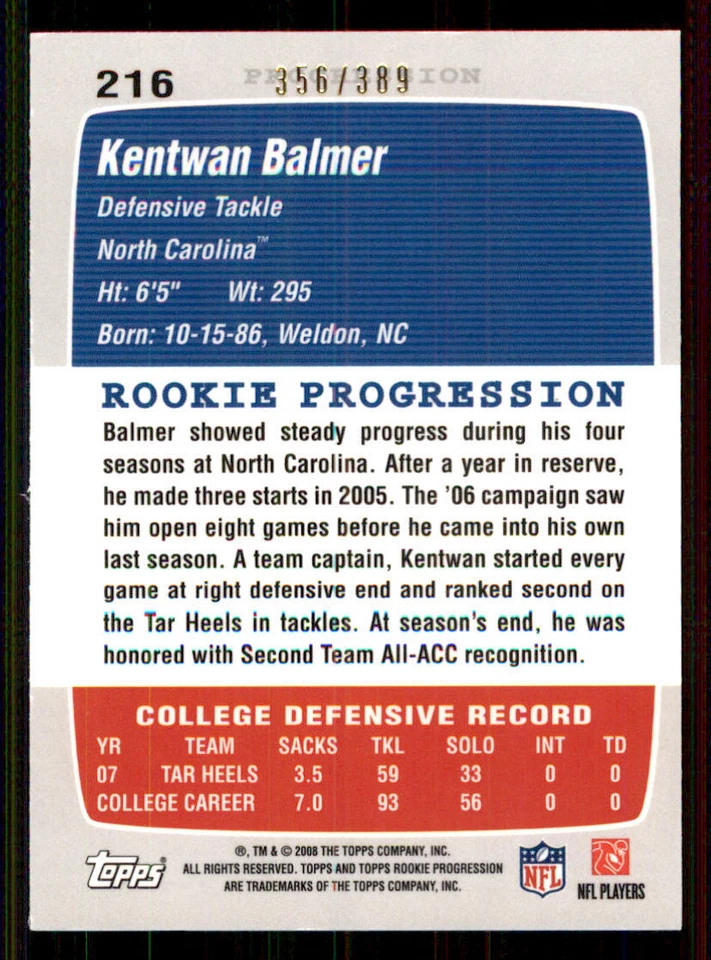 216
PROGRESSION
356/389
Kentwan Balmer
Defensive Tackle
North Carolina™
Ht: 6'5" Wt: 295
Born: 10-15-86, Weldon, NC
ROOKIE PROGRESSION
Balmer showed steady progress during his four
seasons at North Carolina. After a year in reserve,
he made three starts in 2005. The '06 campaign saw
him open eight games before he came into his own
last season. A team captain, Kentwan started every
game at right defensive end and ranked second on
the Tar Heels in tackles. At season's end, he was
honored with Second Team All-ACC recognition.
COLLEGE DEFENSIVE RECORD
YR TEAM SACKS TKL SOLO INT TD
07 TAR HEELS 3.5 59 33 0 0
COLLEGE CAREER 7.0 93 56 0 0
®, TM & © 2008 THE TOPPS COMPANY, INC.
ALL RIGHTS RESERVED. TOPPS AND TOPPS ROOKIE PROGRESSION
ARE TRADEMARKS OF THE TOPPS COMPANY, INC.
Topps®
NFL
NFL PLAYERS